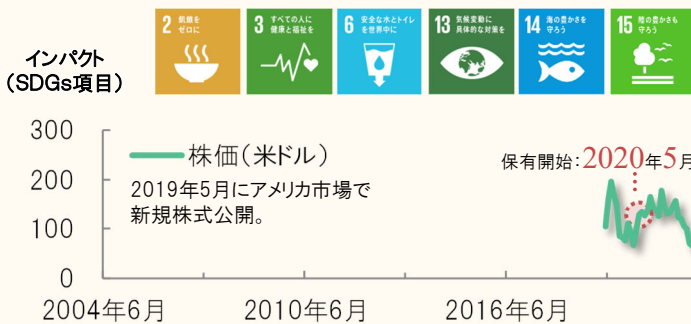 インパクト
(SDGs項目)
2 飢餓を
ゼロに
3 すべての人に
健康と福祉を
6 安全な水とトイレ
を世界中に
13 気候変動に
具体的な対策を
14 海の豊かさを
守ろう
15 陸の豊かさも
守ろう
300
200
100
0
株価(米ドル)
2019年5月にアメリカ市場で
新規株式公開。
保有開始:2020年5月
2004年6月
2010年6月
2016年6月